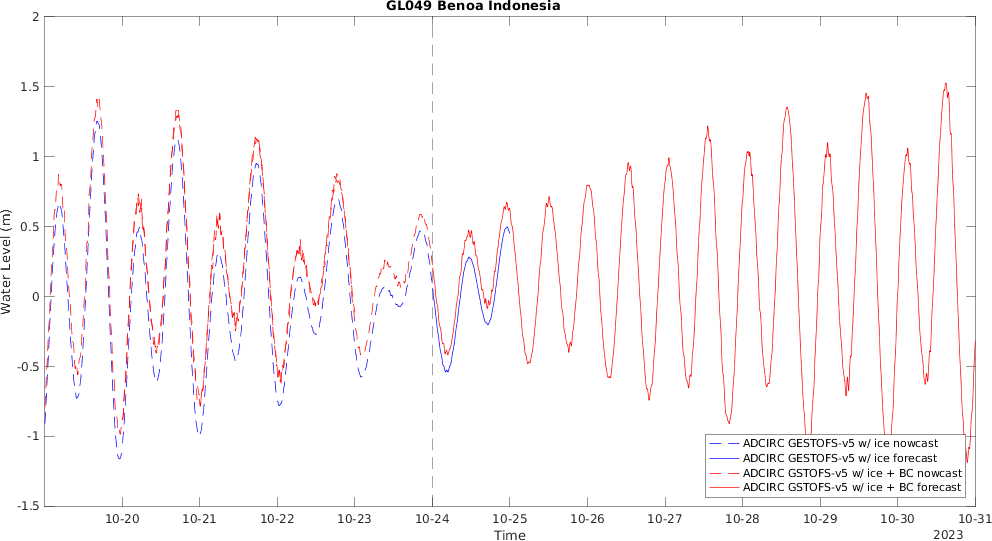 GL049 Benoa Indonesia
2
1.5
1
0.5
0
-0.5
-1
-1.5
Water Level (m)
ADCIRC GESTOFS-v5 w/ ice nowcast
ADCIRC GESTOFS-v5 w/ ice forecast
ADCIRC GSTOFS-v5 w/ ice + BC nowcast
ADCIRC GSTOFS-v5 w/ ice + BC forecast
10-20 10-21 10-22 10-23 10-24 10-25 10-26 10-27 10-28 10-29 10-30 10-31
Time
2023